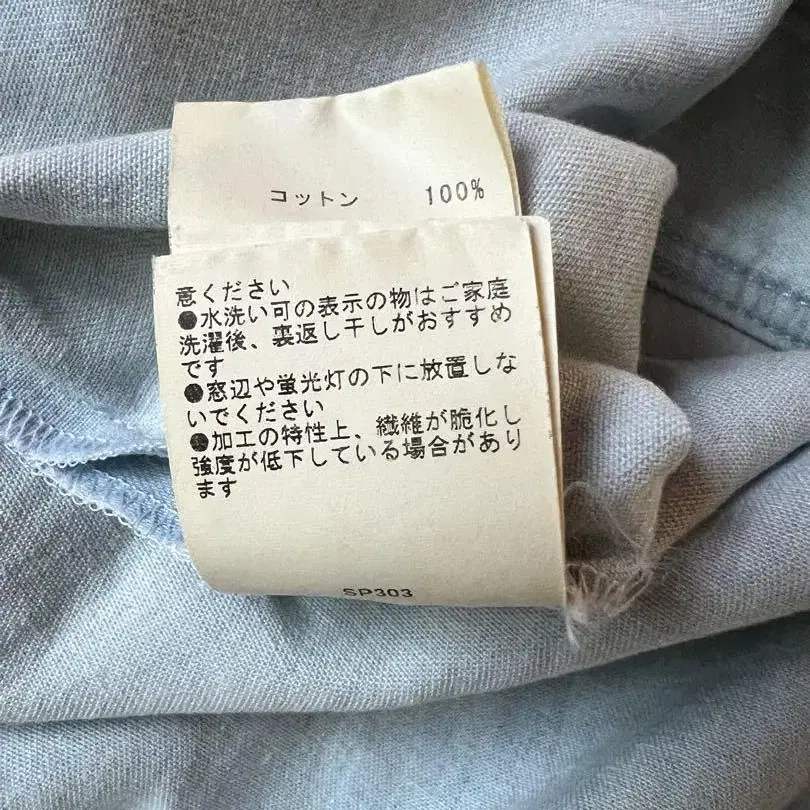 コットン 100%
意ください
●水洗い可の表示の物はご家庭
洗濯後、裏返し干しがおすすめ
です
●窓辺や蛍光灯の下に放置しな
いでください
●加工の特性上、繊維が脆化し
強度が低下している場合があり
ます
SP303